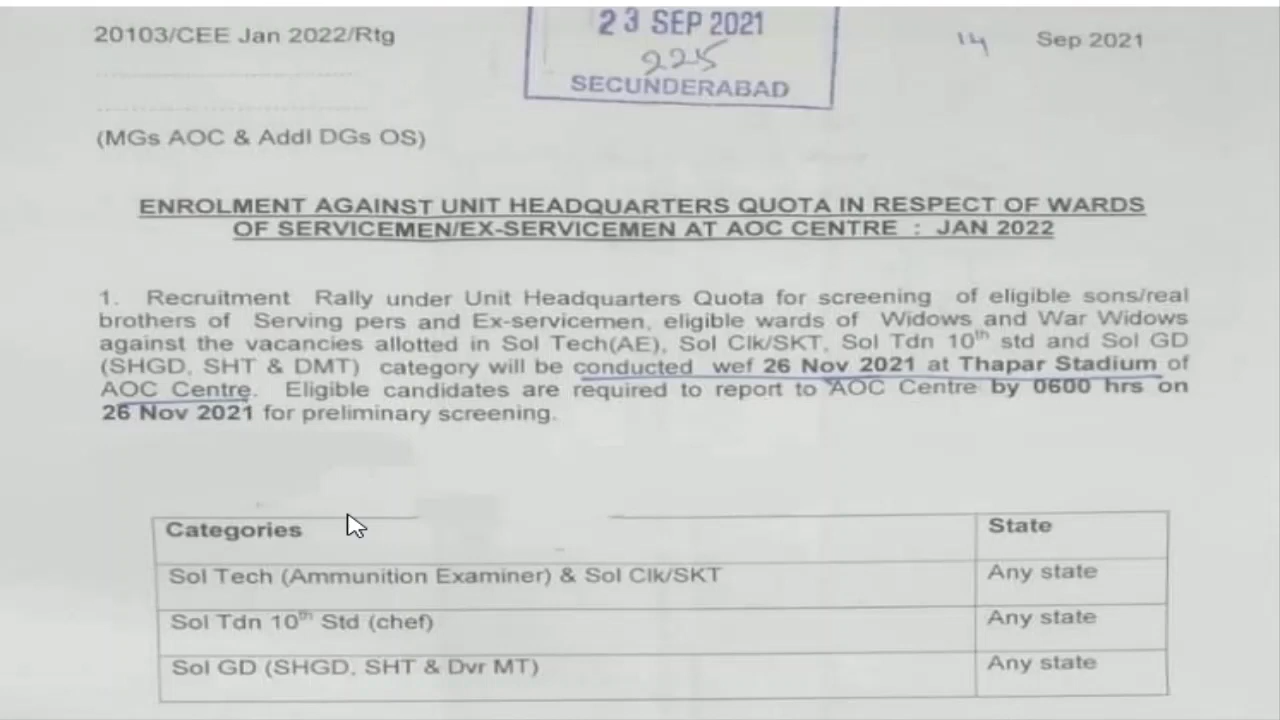 23 SEP 2021
20103/CEE Jan 2022/Rtg
14 Sep 2021
225
SECUNDERABAD
(MGs AOC & Addl DGs OS)
ENROLMENT AGAINST UNIT HEADQUARTERS QUOTA IN RESPECT OF WARDS
OF SERVICEMEN/EX-SERVICEMEN AT AOC CENTRE : JAN 2022
1. Recruitment Rally under Unit Headquarters Quota for screening of eligible sons/real
brothers of Serving pers and Ex-servicemen, eligible wards of Widows and War Widows
against the vacancies allotted in Sol Tech(AE), Sol Clk/SKT, Sol Tdn 10th std and Sol GD
(SHGD, SHT & DMT) category will be conducted wef 26 Nov 2021 at Thapar Stadium of
AOC Centre. Eligible candidates are required to report to AOC Centre by 0600 hrs on
26 Nov 2021 for preliminary screening.
Categories State
Sol Tech (Ammunition Examiner) & Sol Clk/SKT Any state
Sol Tdn 10th Std (chef) Any state
Sol GD (SHGD, SHT & Dvr MT) Any state